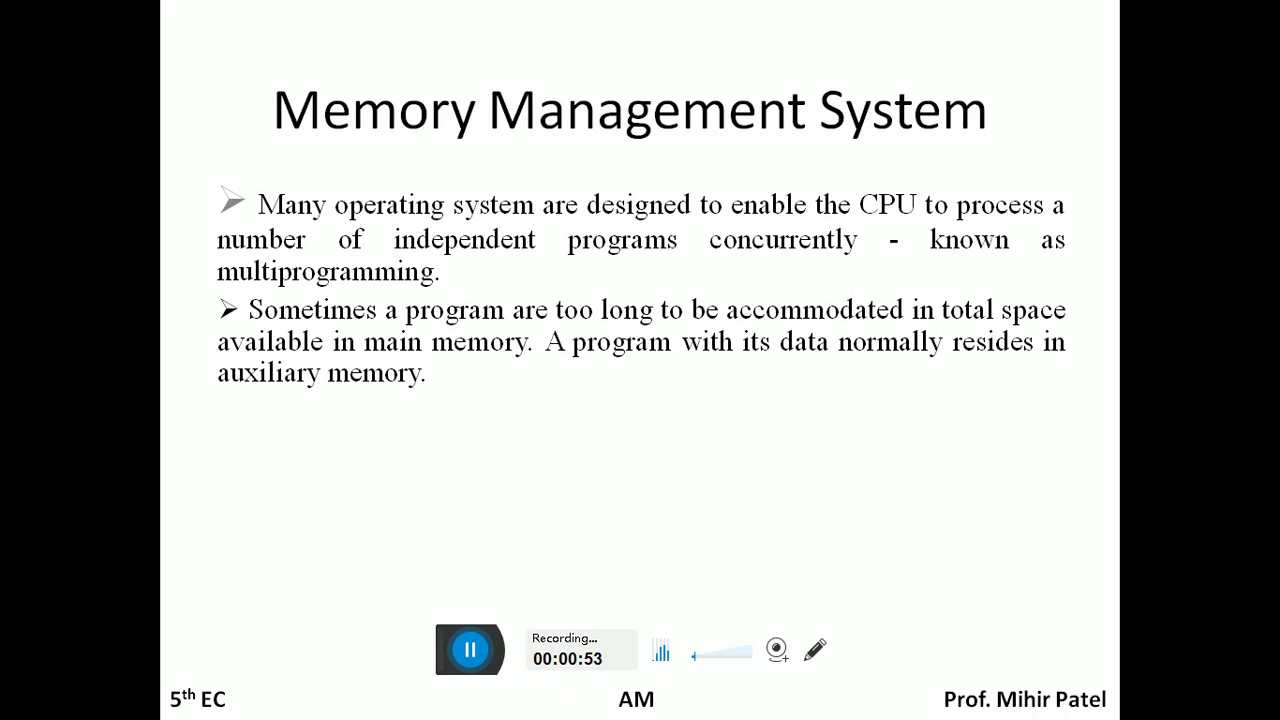 Memory Management System
Many operating system are designed to enable the CPU to process a
number of independent programs concurrently - known as
multiprogramming.
Sometimes a program are too long to be accommodated in total space
available in main memory. A program with its data normally resides in
auxiliary memory.
Recording...
00:00:53
5th EC AM Prof. Mihir Patel